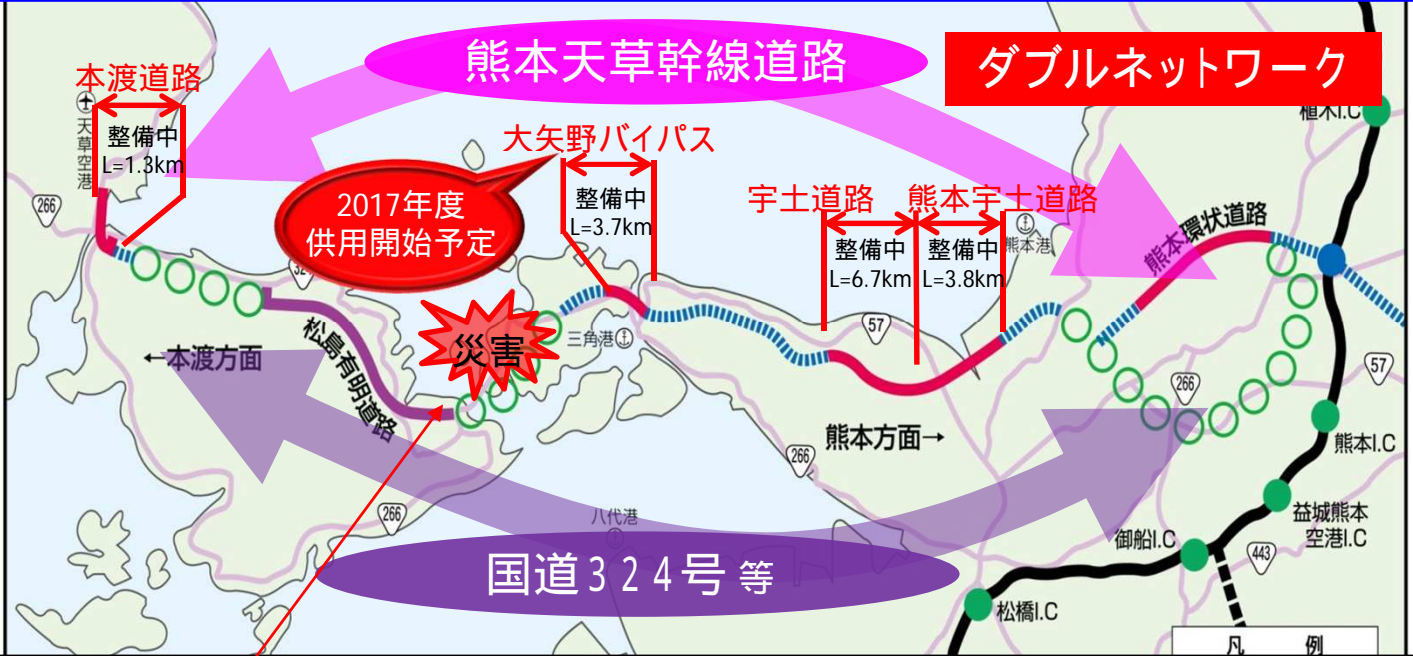 熊本天草幹線道路
ダブルネットワーク
本渡道路
整備中
L=1.3km
天草空港
266
2017年度
供用開始予定
大矢野バイパス
整備中
L=3.7km
宇土道路
整備中
L=6.7km
熊本宇土道路
整備中
L=3.8km
熊本港
熊本環状道路
植木I.C
32
災害
三角港
57
←本渡方面
松島有明道路
266
57
熊本方面→
266
熊本I.C
266
八代港
益城熊本
空港I.C
御船I.C
443
国道324号 等
松橋I.C
凡 例